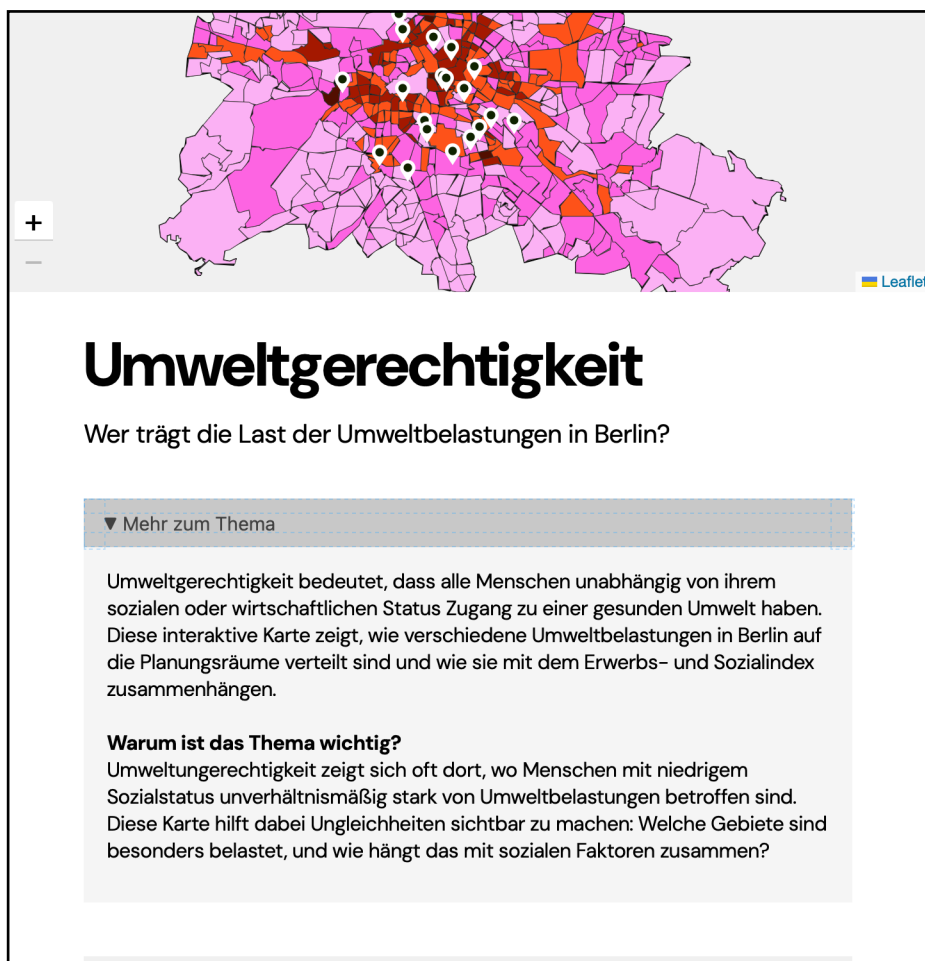 +
−
Leaflet
Umweltgerechtigkeit
Wer trägt die Last der Umweltbelastungen in Berlin?
▼ Mehr zum Thema
Umweltgerechtigkeit bedeutet, dass alle Menschen unabhängig von ihrem
sozialen oder wirtschaftlichen Status Zugang zu einer gesunden Umwelt haben.
Diese interaktive Karte zeigt, wie verschiedene Umweltbelastungen in Berlin auf
die Planungsräume verteilt sind und wie sie mit dem Erwerbs- und Sozialindex
zusammenhängen.
Warum ist das Thema wichtig?
Umweltungerechtigkeit zeigt sich oft dort, wo Menschen mit niedrigem
Sozialstatus unverhältnismäßig stark von Umweltbelastungen betroffen sind.
Diese Karte hilft dabei Ungleichheiten sichtbar zu machen: Welche Gebiete sind
besonders belastet, und wie hängt das mit sozialen Faktoren zusammen?